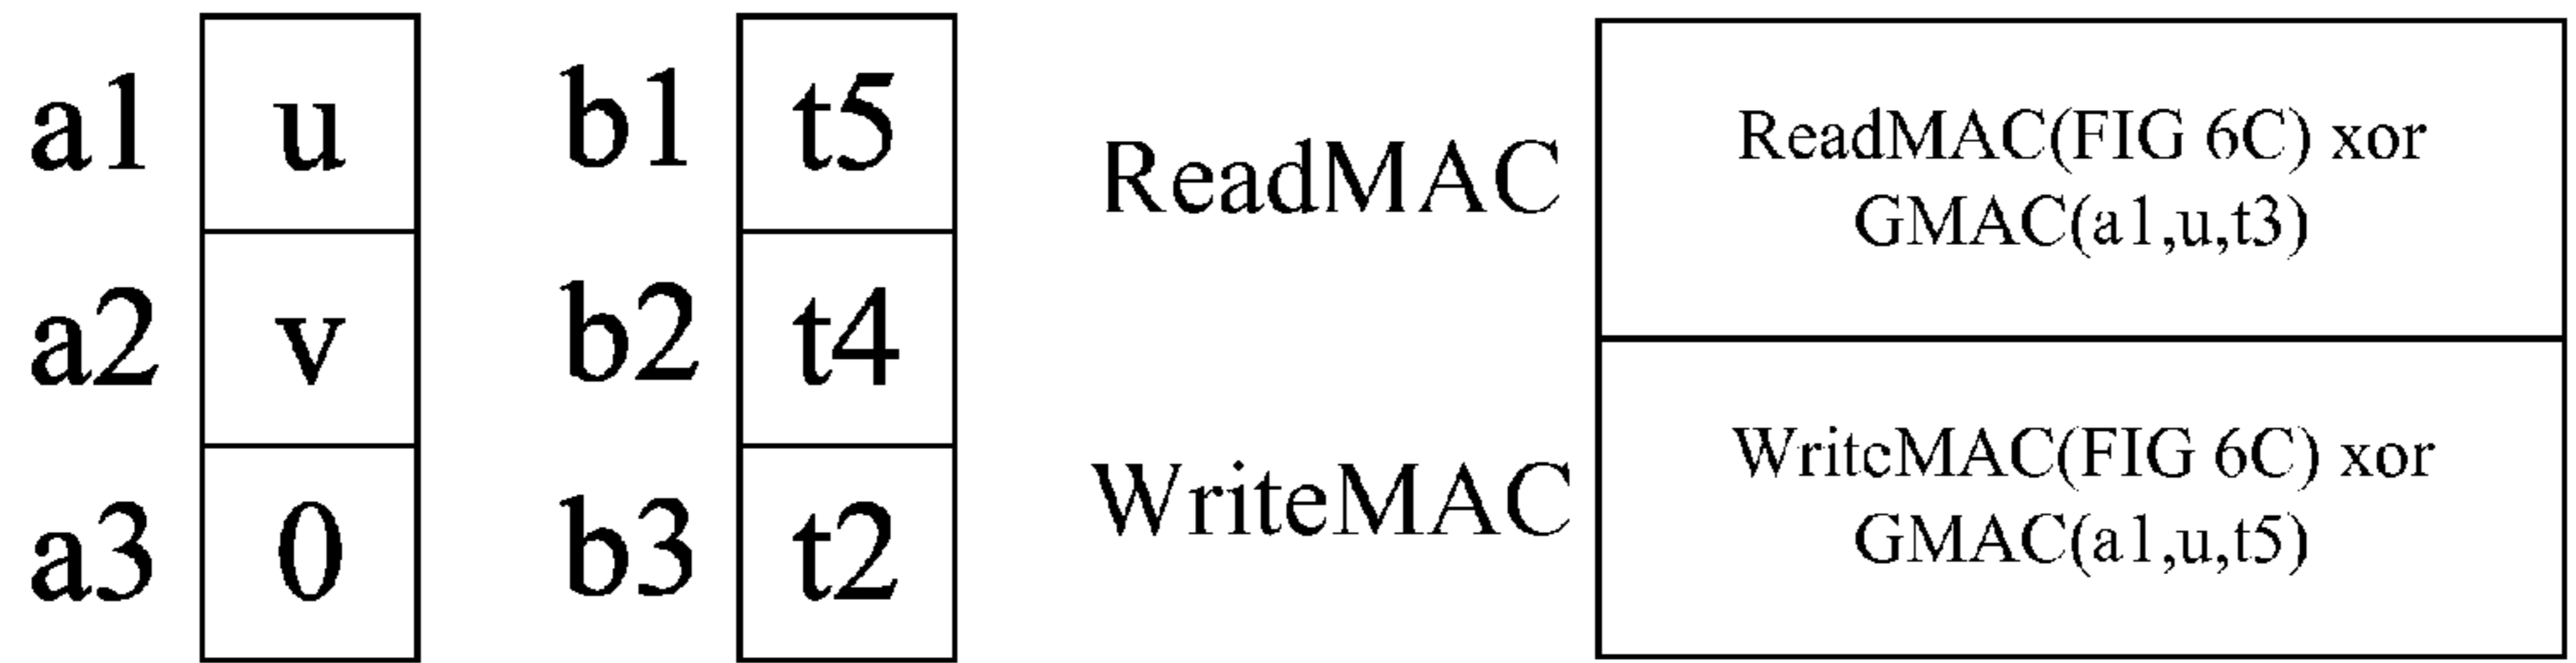 a1 u b1 t5
ReadMAC
ReadMAC(FIG 6C) xor
GMAC(a1,u,t3)
a2 v b2 t4
WriteMAC
WriteMAC(FIG 6C) xor
GMAC(a1,u,t5)
a3 0 b3 t2